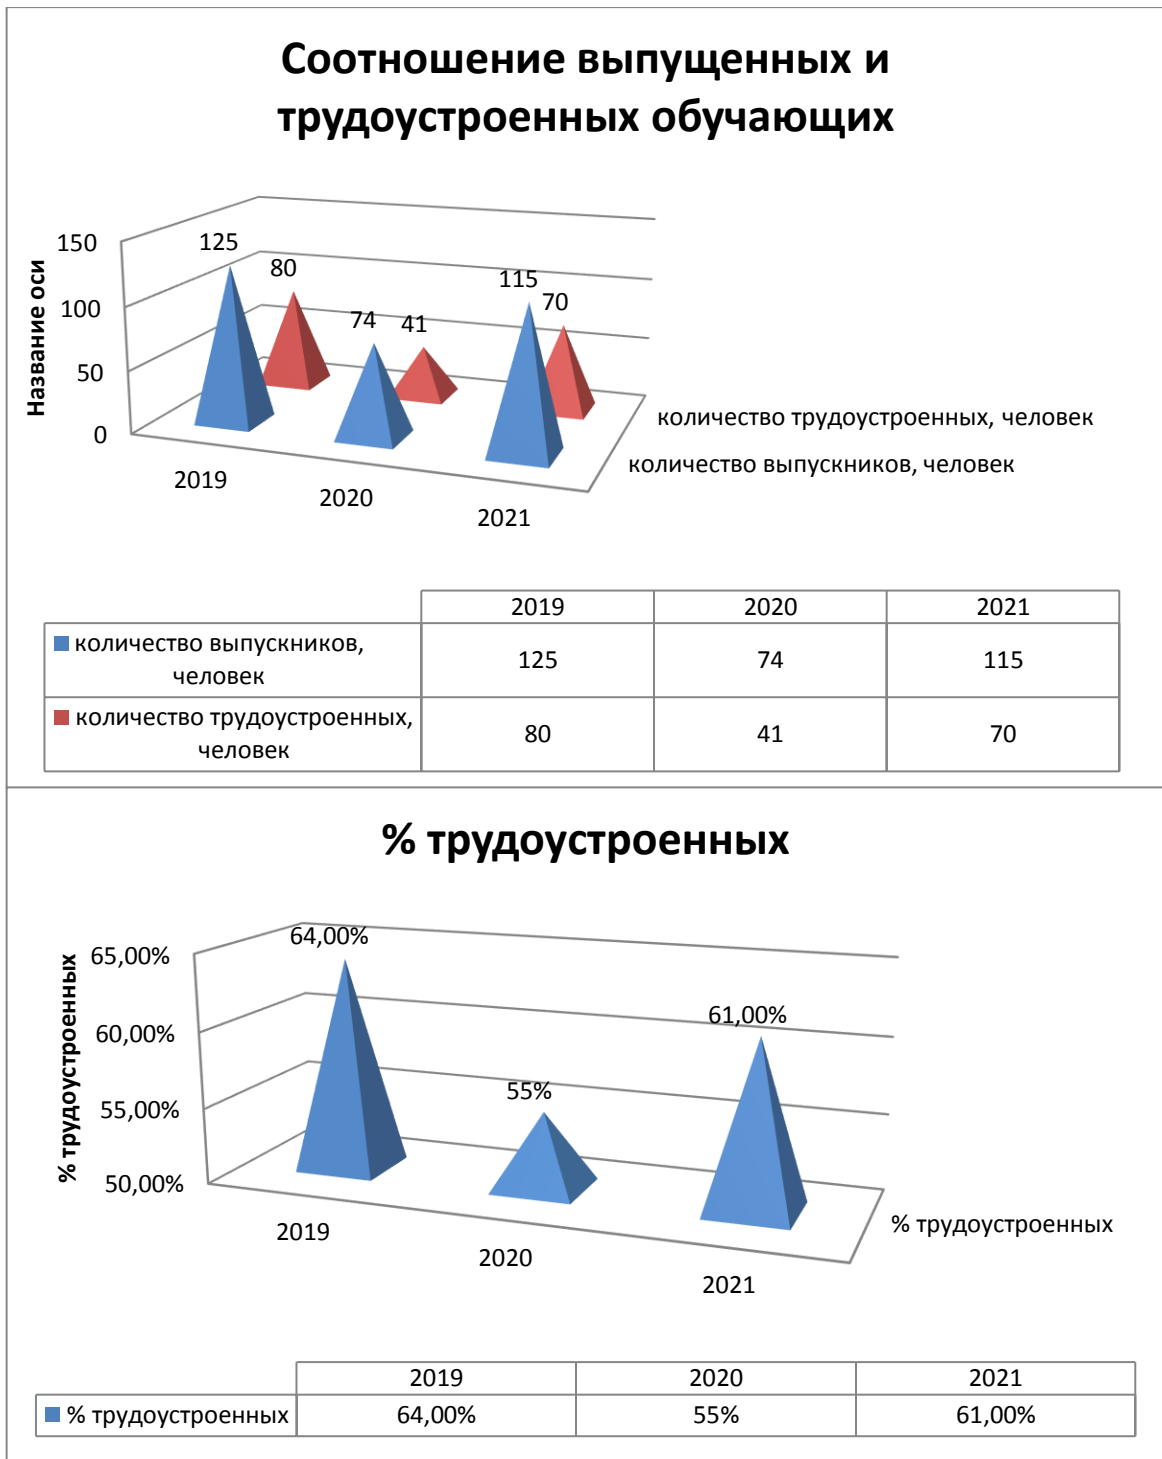 Соотношение выпущенных и
трудоустроенных обучающих
Название оси
150
100
50
0
125
80
74
41
115
70
2019
2020
2021
количество трудоустроенных, человек
количество выпускников, человек
2019 2020 2021
количество выпускников, человек 125 74 115
количество трудоустроенных, человек 80 41 70
% трудоустроенных
% трудоустроенных
65,00%
60,00%
55,00%
50,00%
64,00%
55%
61,00%
2019
2020
2021
% трудоустроенных
2019 2020 2021
% трудоустроенных 64,00% 55% 61,00%